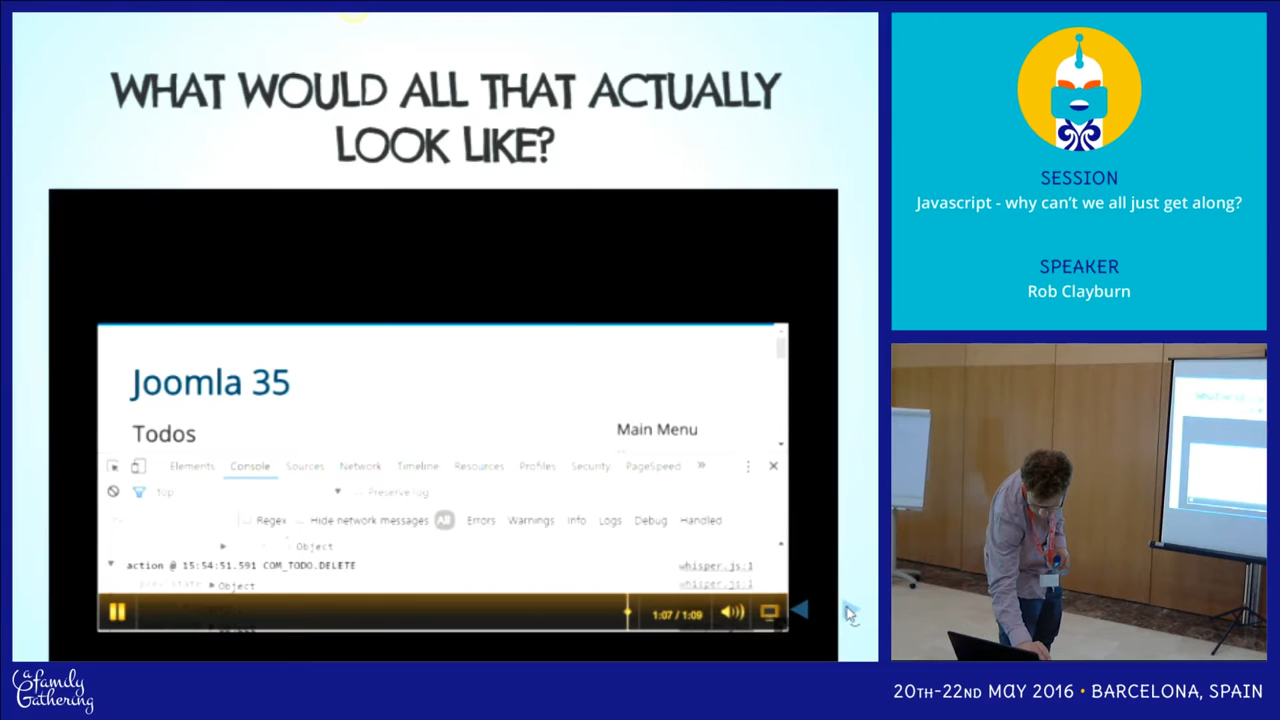 WHAT WOULD ALL THAT ACTUALLY
LOOK LIKE?
Joomla 35
Todos
Main Menu
Elements Console Sources Network Timeline Resources Profiles Security PageSpeed »
top Preserve log
Regex Hide network messages All Errors Warnings Info Logs Debug Handled
Object
action @ 15:54:51.591 COM_TODO.DELETE whisper.js:1
prev state Object whisper.js:1
1:07 / 1:09
SESSION
Javascript - why can't we all just get along?
SPEAKER
Rob Clayburn
a family Gathering
20TH-22ND MAY 2016 • BARCELONA, SPAIN